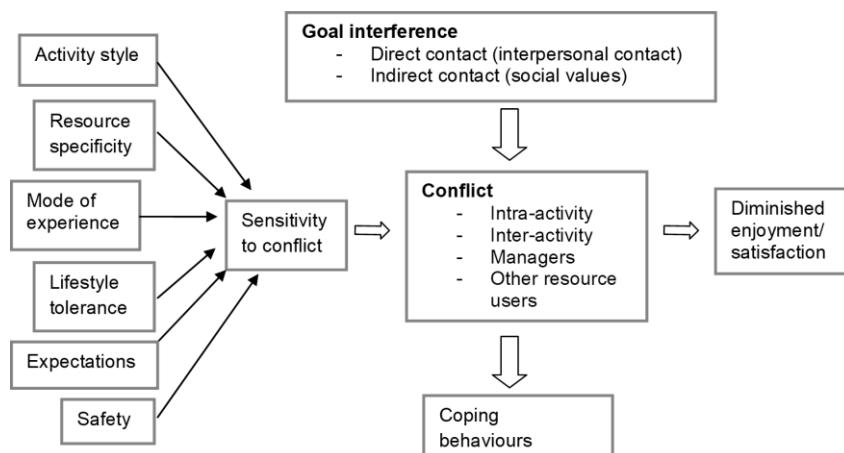 Goal interference
- Direct contact (interpersonal contact)
- Indirect contact (social values)
Activity style
Resource
specificity
Mode of
experience
Lifestyle
tolerance
Expectations
Safety
Sensitivity
to conflict
Conflict
- Intra-activity
- Inter-activity
- Managers
- Other resource
users
Diminished
enjoyment/
satisfaction
Coping
behaviours